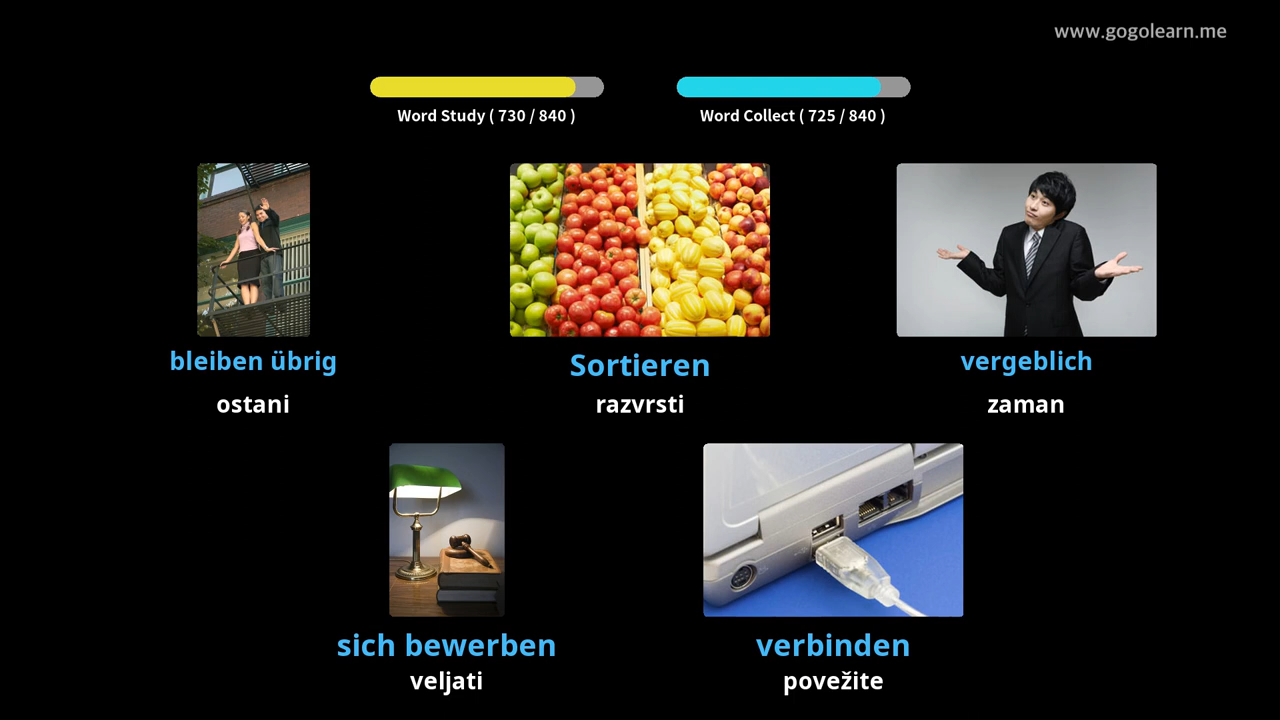 www.gogolearn.me
Word Study ( 730 / 840 )
Word Collect ( 725 / 840 )
bleiben übrig
Sortieren
vergeblich
ostani
razvrsti
zaman
sich bewerben
verbinden
veljati
povežite